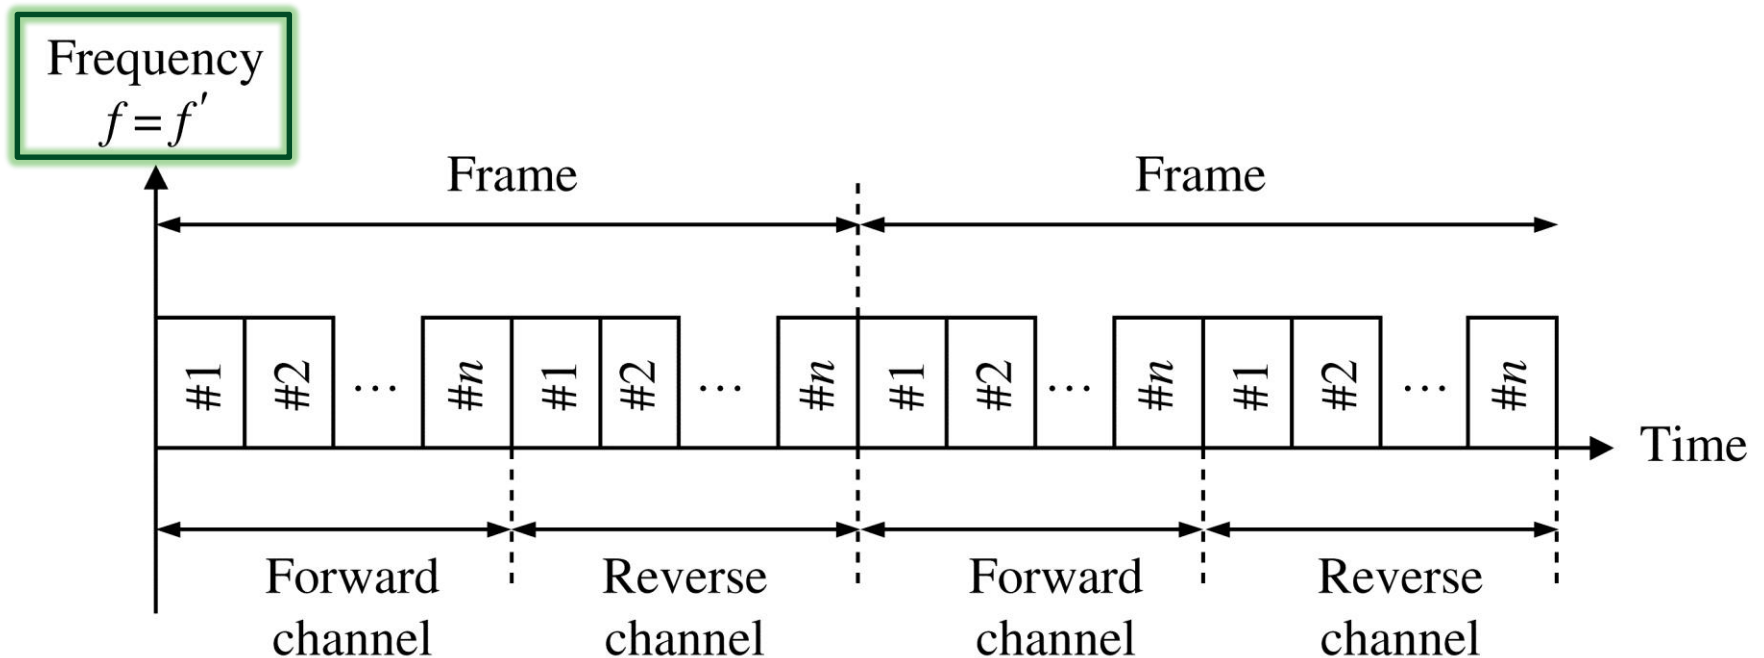 Frequency
f = f′
Frame Frame
#1 #2 … #n #1 #2 … #n #1 #2 … #n #1 #2 … #n
Time
Forward channel
Reverse channel
Forward channel
Reverse channel